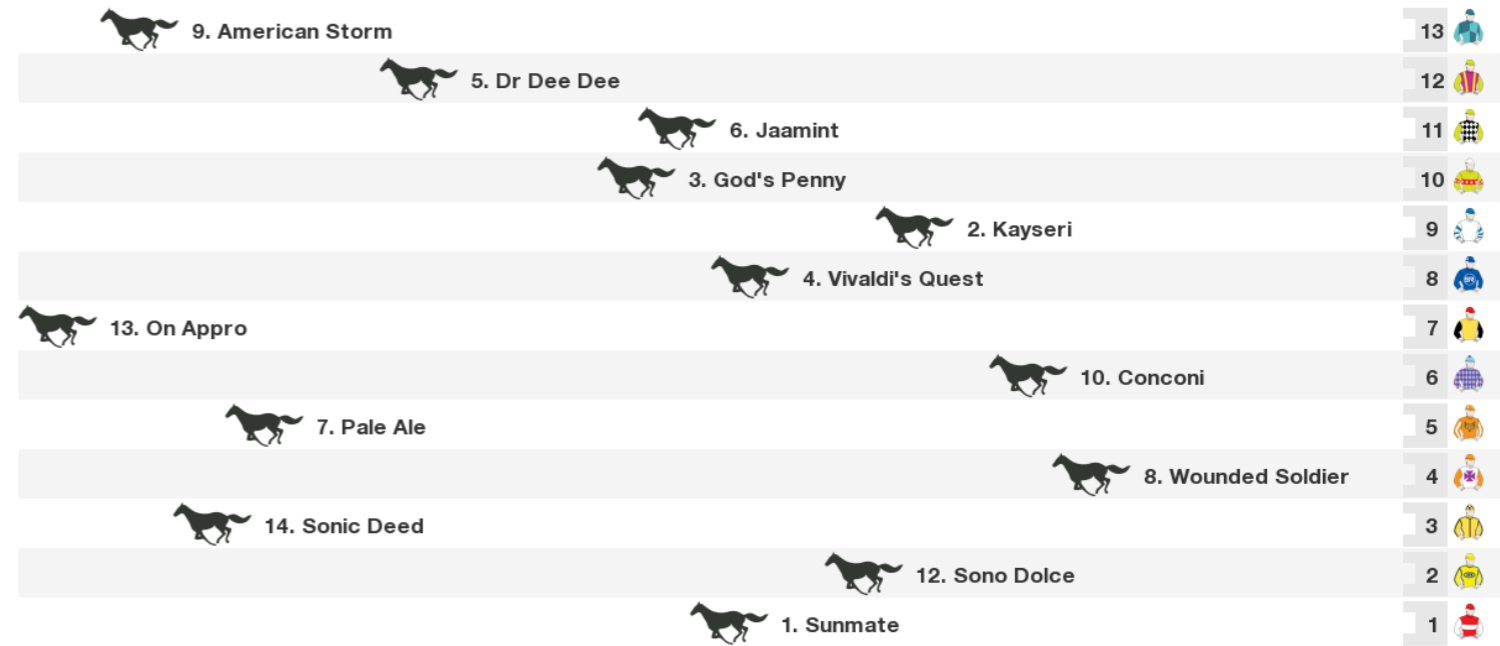 9. American Storm 13
5. Dr Dee Dee 12
6. Jaamint 11
3. God's Penny 10
2. Kayseri 9
4. Vivaldi's Quest 8
13. On Appro 7
10. Conconi 6
7. Pale Ale 5
8. Wounded Soldier 4
14. Sonic Deed 3
12. Sono Dolce 2
1. Sunmate 1